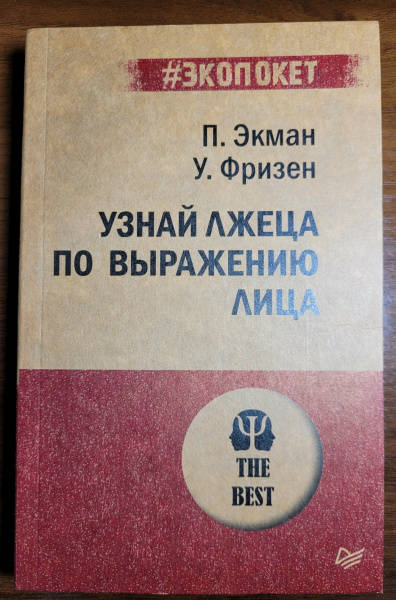 #ЭКОПОКЕТ
П. Экман
У. Фризен
УЗНАЙ ЛЖЕЦА
ПО ВЫРАЖЕНИЮ
ЛИЦА
Ψ
THE
BEST